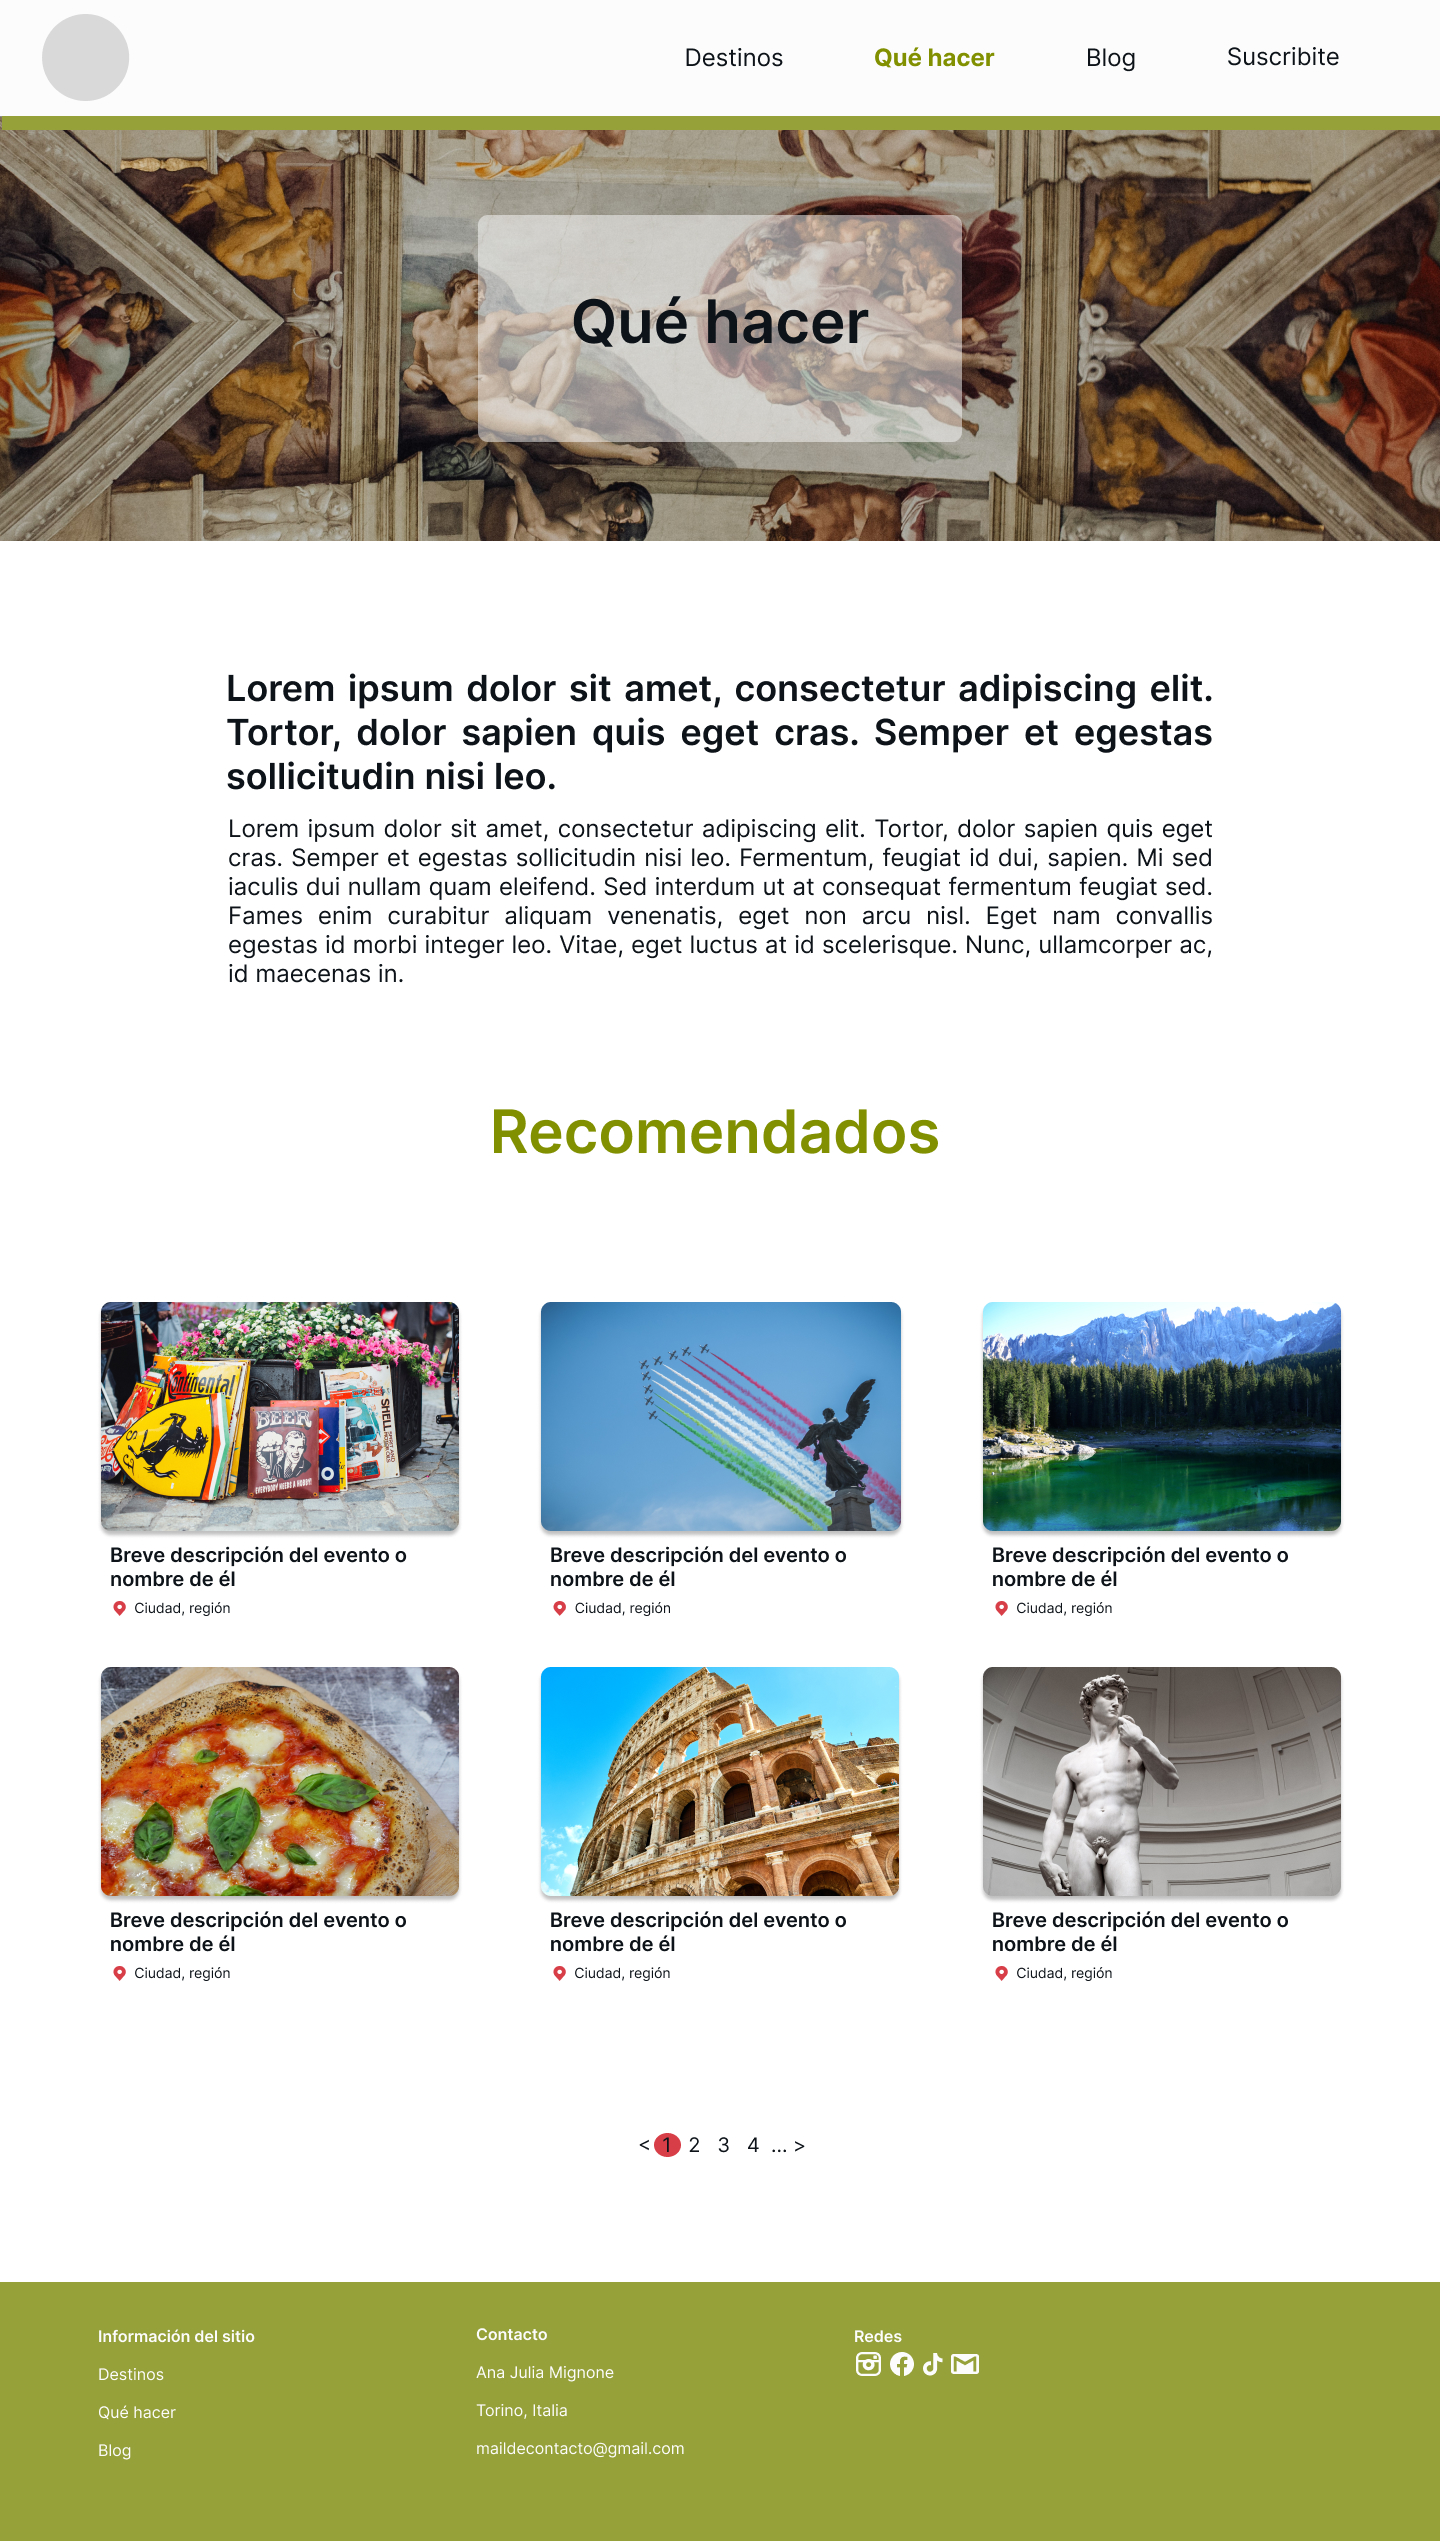 Destinos
Qué hacer
Blog
Suscribite
Qué hacer
Lorem ipsum dolor sit amet, consectetur adipiscing elit.
Tortor, dolor sapien quis eget cras. Semper et egestas
sollicitudin nisi leo.
Lorem ipsum dolor sit amet, consectetur adipiscing elit. Tortor, dolor sapien quis eget
cras. Semper et egestas sollicitudin nisi leo. Fermentum, feugiat id dui, sapien. Mi sed
iaculis dui nullam quam eleifend. Sed interdum ut at consequat fermentum feugiat sed.
Fames enim curabitur aliquam venenatis, eget non arcu nisl. Eget nam convallis
egestas id morbi integer leo. Vitae, eget luctus at id scelerisque. Nunc, ullamcorper ac,
id maecenas in.
Recomendados
Continental
BEER
EVERYBODY NEEDS A HOBBY!
SHELL
Breve descripción del evento o
nombre de él
Ciudad, región
Breve descripción del evento o
nombre de él
Ciudad, región
Breve descripción del evento o
nombre de él
Ciudad, región
Breve descripción del evento o
nombre de él
Ciudad, región
Breve descripción del evento o
nombre de él
Ciudad, región
Breve descripción del evento o
nombre de él
Ciudad, región
< 1 2 3 4 ... >
Información del sitio
Destinos
Qué hacer
Blog
Contacto
Ana Julia Mignone
Torino, Italia
maildecontacto@gmail.com
Redes